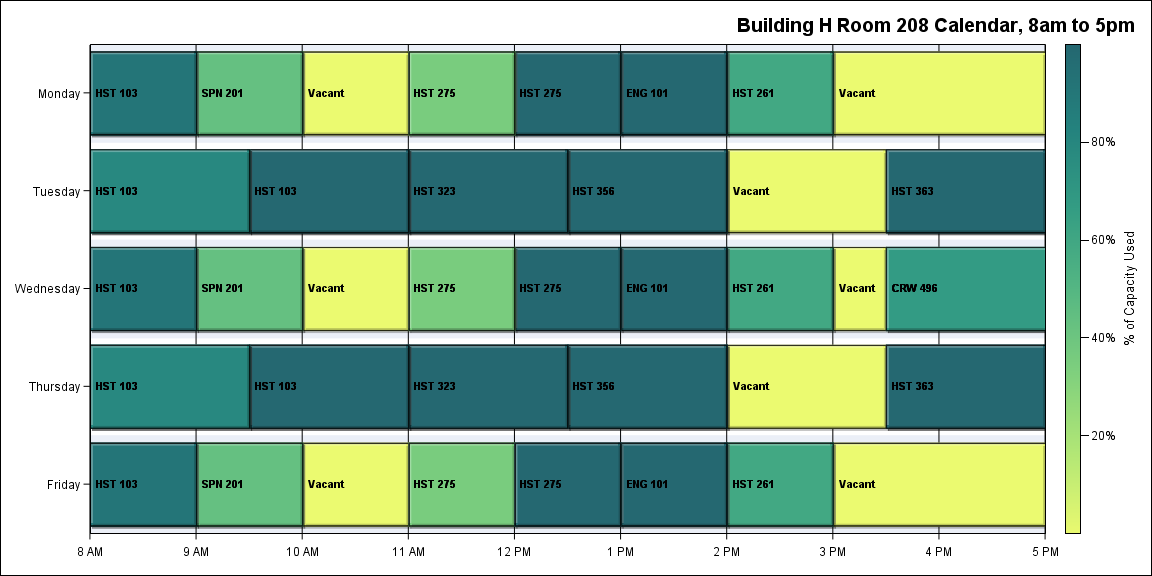 Building H Room 208 Calendar, 8am to 5pm
Monday
HST 103
SPN 201
Vacant
HST 275
HST 275
ENG 101
HST 261
Vacant
Tuesday
HST 103
HST 103
HST 323
HST 356
Vacant
HST 363
Wednesday
HST 103
SPN 201
Vacant
HST 275
HST 275
ENG 101
HST 261
Vacant
CRW 496
Thursday
HST 103
HST 103
HST 323
HST 356
Vacant
HST 363
Friday
HST 103
SPN 201
Vacant
HST 275
HST 275
ENG 101
HST 261
Vacant
8 AM
9 AM
10 AM
11 AM
12 PM
1 PM
2 PM
3 PM
4 PM
5 PM
80%
60%
40%
20%
% of Capacity Used